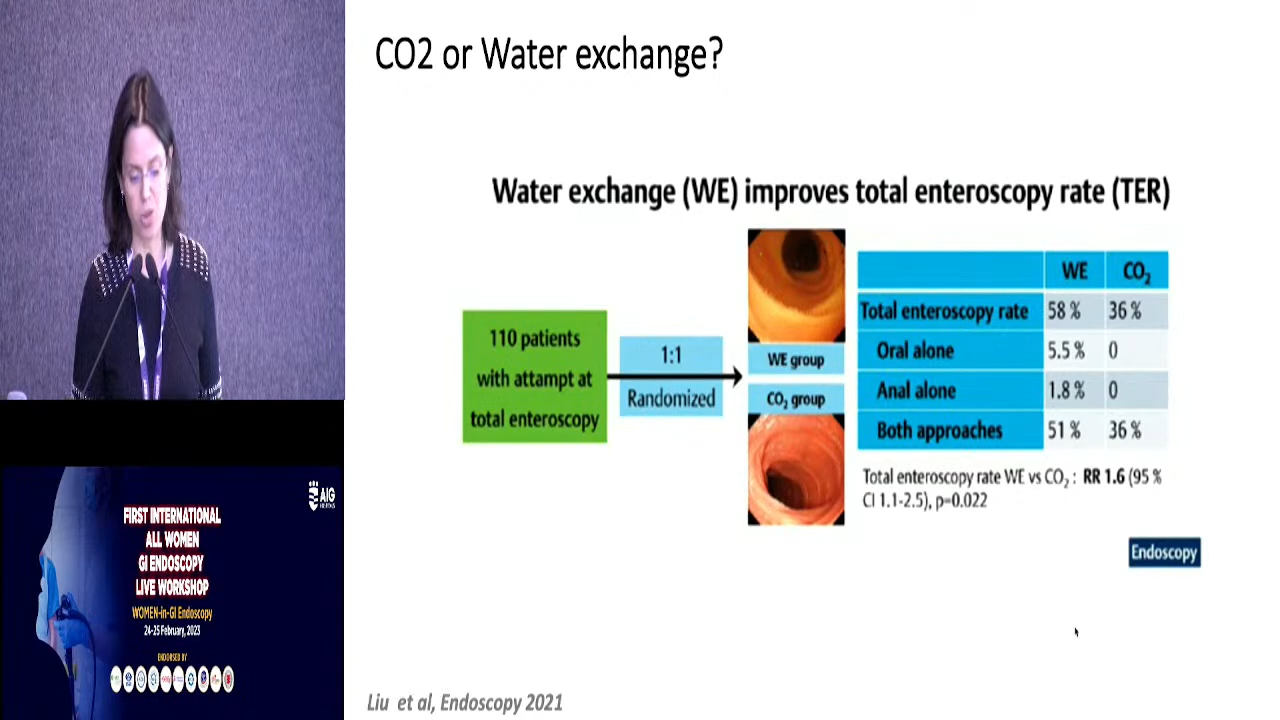 CO2 or Water exchange?
Water exchange (WE) improves total enteroscopy rate (TER)
110 patients
with attampt at
total enteroscopy
1:1
Randomized
WE group
CO₂ group
WE CO₂
Total enteroscopy rate 58 % 36 %
Oral alone 5.5 % 0
Anal alone 1.8 % 0
Both approaches 51 % 36 %
Total enteroscopy rate WE vs CO₂ : RR 1.6 (95 %
CI 1.1-2.5), p=0.022
Endoscopy
Liu et al, Endoscopy 2021
AIG
HOSPITALS
FIRST INTERNATIONAL
ALL WOMEN
GI ENDOSCOPY
LIVE WORKSHOP
WOMEN-in-GI Endoscopy
24-25 February, 2023
ENDORSED BY